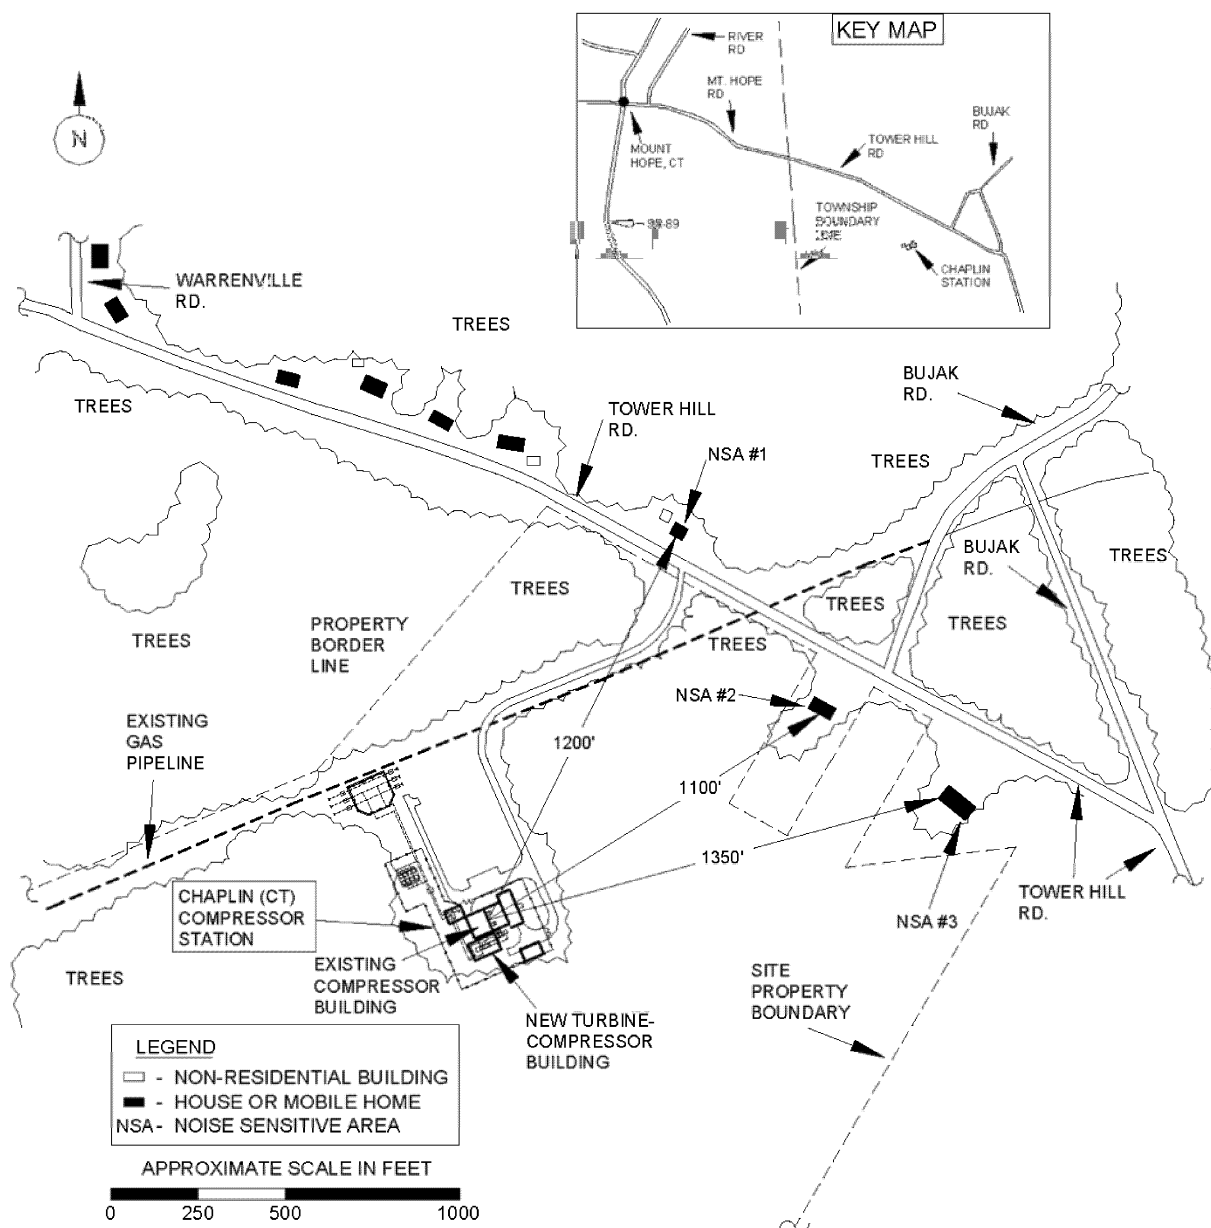 KEY MAP
RIVER
RD
MT. HOPE
RD
BUJAK
RD
MOUNT
HOPE, CT
TOWER HILL
RD
TOWNSHIP
BOUNDARY
LINE
CHAPLIN
STATION
N
WARRENVILLE
RD.
TREES
TREES
BUJAK
RD.
TOWER HILL
RD.
NSA #1
TREES
TREES
BUJAK
RD.
TREES
TREES
TREES
PROPERTY
BORDER
LINE
TREES
TREES
TREES
NSA #2
EXISTING
GAS
PIPELINE
1200'
1100'
1350'
CHAPLIN (CT)
COMPRESSOR
STATION
NSA #3
TOWER HILL
RD.
TREES
EXISTING
COMPRESSOR
BUILDING
SITE
PROPERTY
BOUNDARY
NEW TURBINE-
COMPRESSOR
BUILDING
LEGEND
- NON-RESIDENTIAL BUILDING
- HOUSE OR MOBILE HOME
NSA- NOISE SENSITIVE AREA
APPROXIMATE SCALE IN FEET
0 250 500 1000